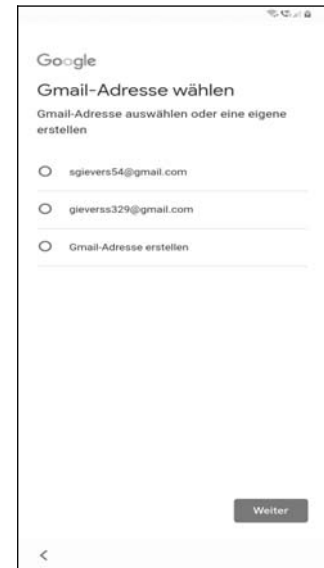 Google
Gmail-Adresse wählen
Gmail-Adresse auswählen oder eine eigene
erstellen
sgievers54@gmail.com
gieverss329@gmail.com
Gmail-Adresse erstellen
Weiter